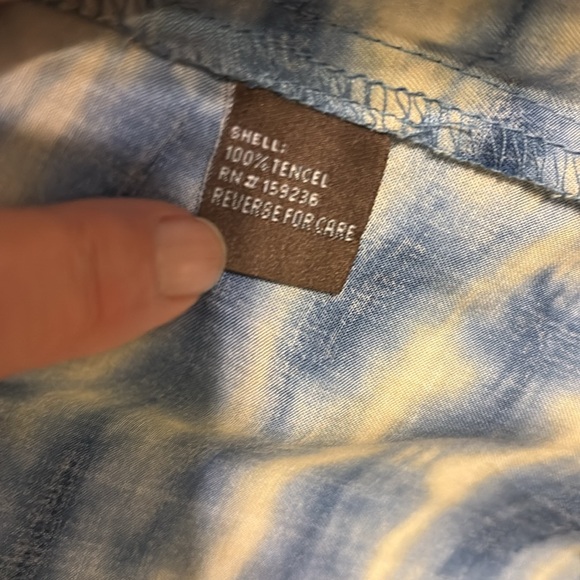 SHELL:
100% TENCEL
RN# 159236
REVERSE FOR CARE